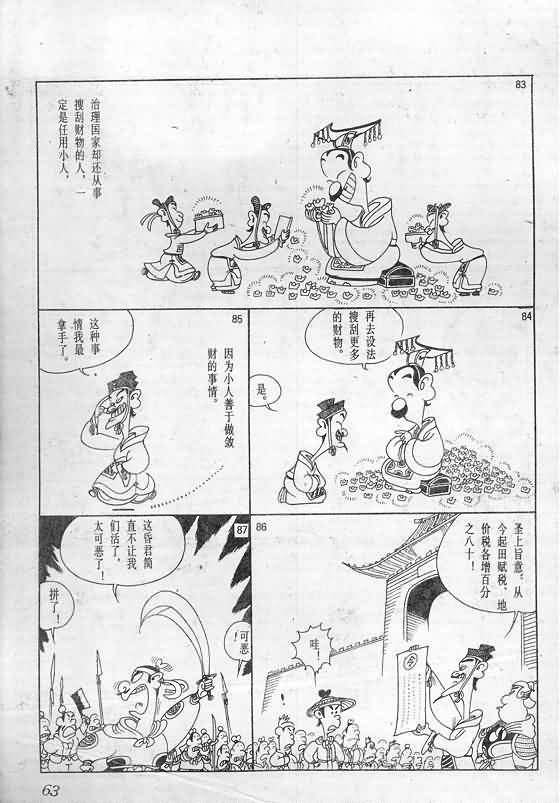 83
治理国家却还从事
搜刮财物的人，一
定是任用小人，
84
再去设法
搜刮更多
的财物。
是。
85
因为小人善于做敛
财的事情。
这种事
情我最
拿手了。
86
圣上旨意：从
今起田赋税、地
价税各增百分
之八十！
哇！
令
87
可恶！
这昏君简
直不让我
们活了，
太可恶了！
拼了！
63